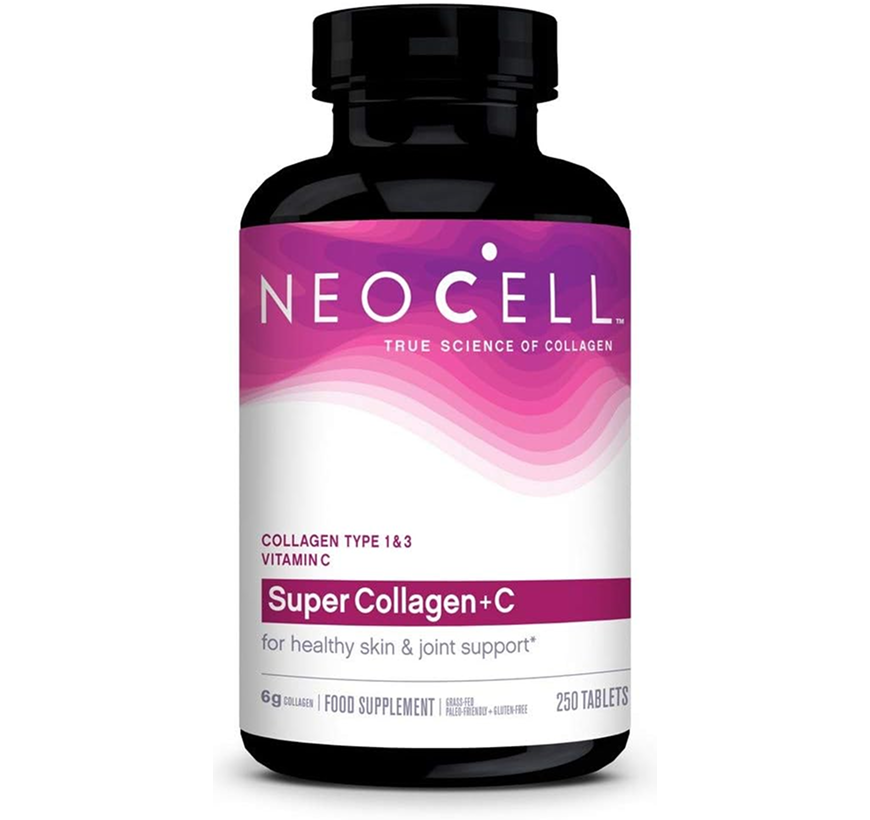 NEOCELL™
TRUE SCIENCE OF COLLAGEN
COLLAGEN TYPE 1 & 3
VITAMIN C
Super Collagen+C
for healthy skin & joint support*
6g COLLAGEN | FOOD SUPPLEMENT | GRASS-FED
PALEO-FRIENDLY + GLUTEN-FREE
250 TABLETS